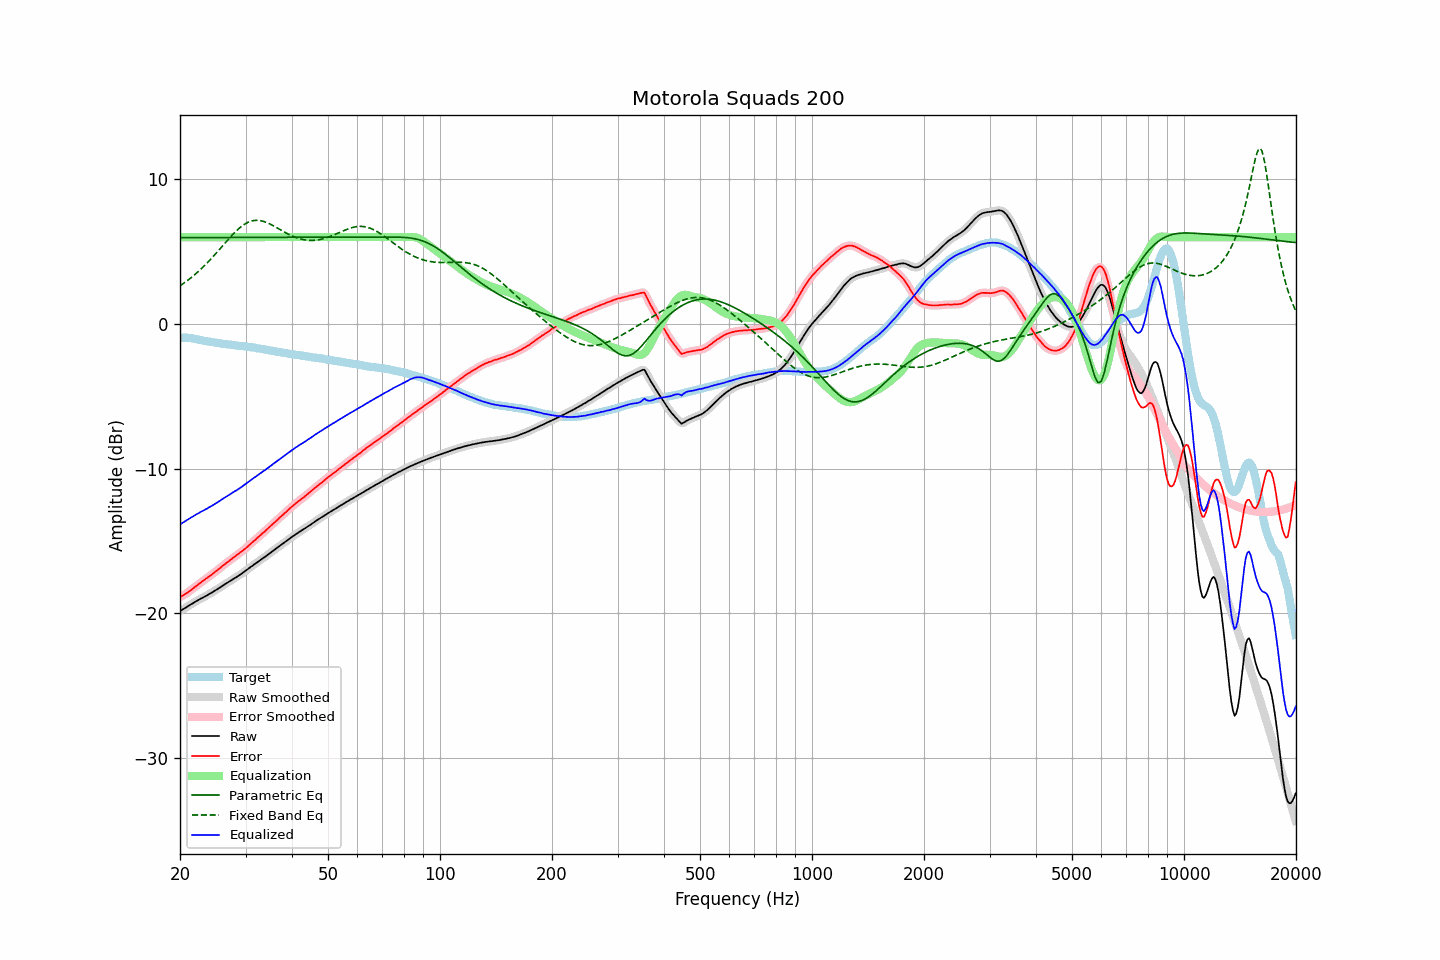 Motorola Squads 200
10
0
−10
−20
−30
Amplitude (dBr)
Target
Raw Smoothed
Error Smoothed
Raw
Error
Equalization
Parametric Eq
Fixed Band Eq
Equalized
20
50
100
200
500
1000
2000
5000
10000
20000
Frequency (Hz)